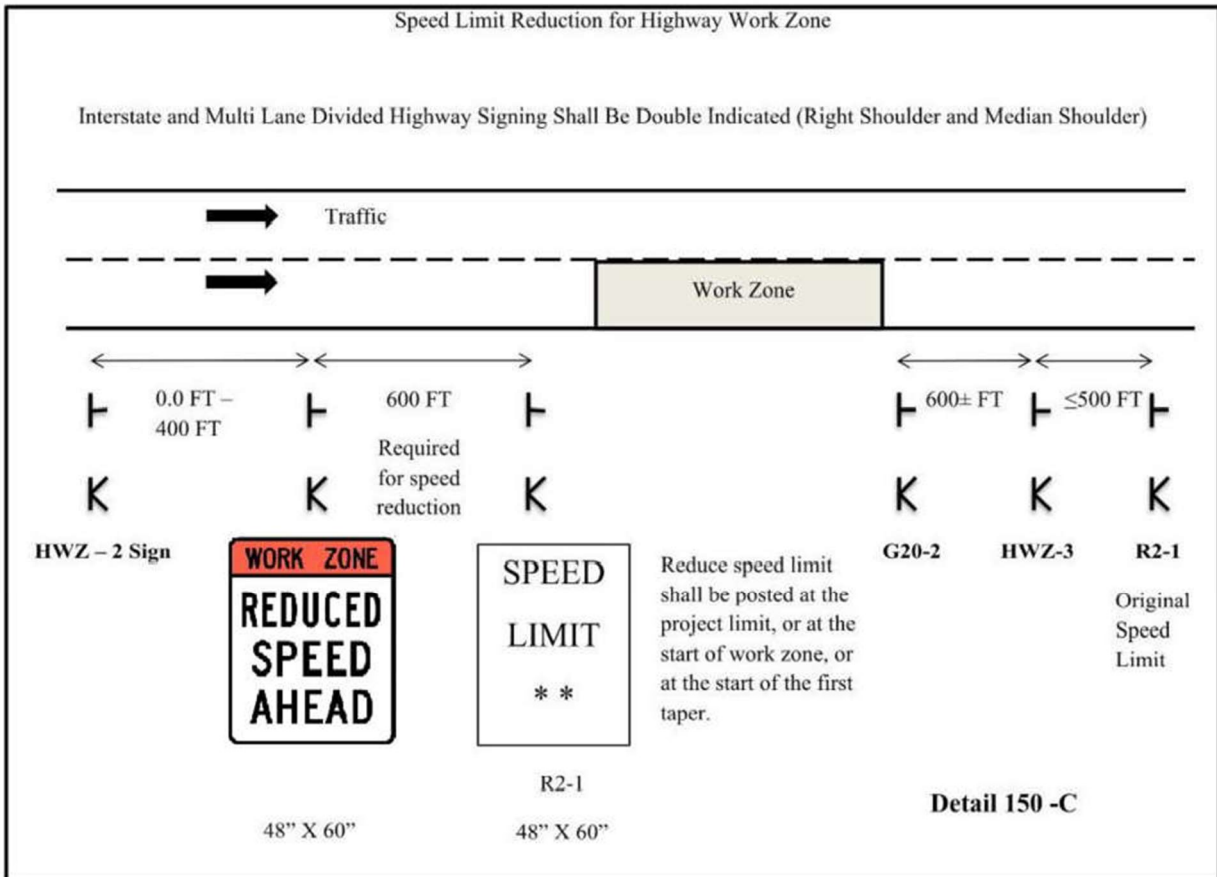 Speed Limit Reduction for Highway Work Zone
Interstate and Multi Lane Divided Highway Signing Shall Be Double Indicated (Right Shoulder and Median Shoulder)
Traffic
Work Zone
0.0 FT –
400 FT
600 FT
Required
for speed
reduction
600± FT
≤500 FT
HWZ – 2 Sign
WORK ZONE
REDUCED
SPEED
AHEAD
48” X 60”
SPEED
LIMIT
* *
R2-1
48” X 60”
Reduce speed limit
shall be posted at the
project limit, or at the
start of work zone, or
at the start of the first
taper.
G20-2
HWZ-3
R2-1
Original
Speed
Limit
Detail 150 -C